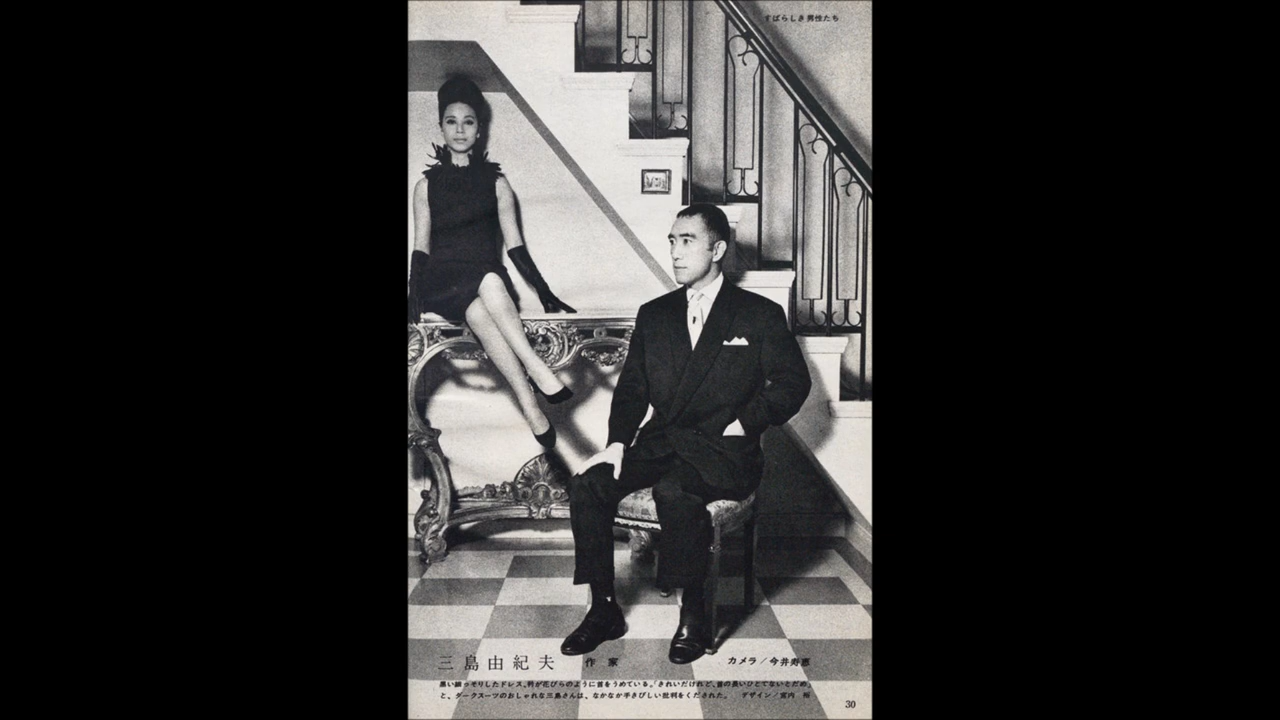 すばらしき男性たち
三島由紀夫 作家
カメラ/今井寿恵
黒い細っそりしたドレス。衿が花びらのように首をうめている。「きれいだけれど、首の長いひとでないとだめ」
と、ダークスーツのおしゃれな三島さんは、なかなか手きびしい批判をくだされた。 デザイン/宮内 裕
30